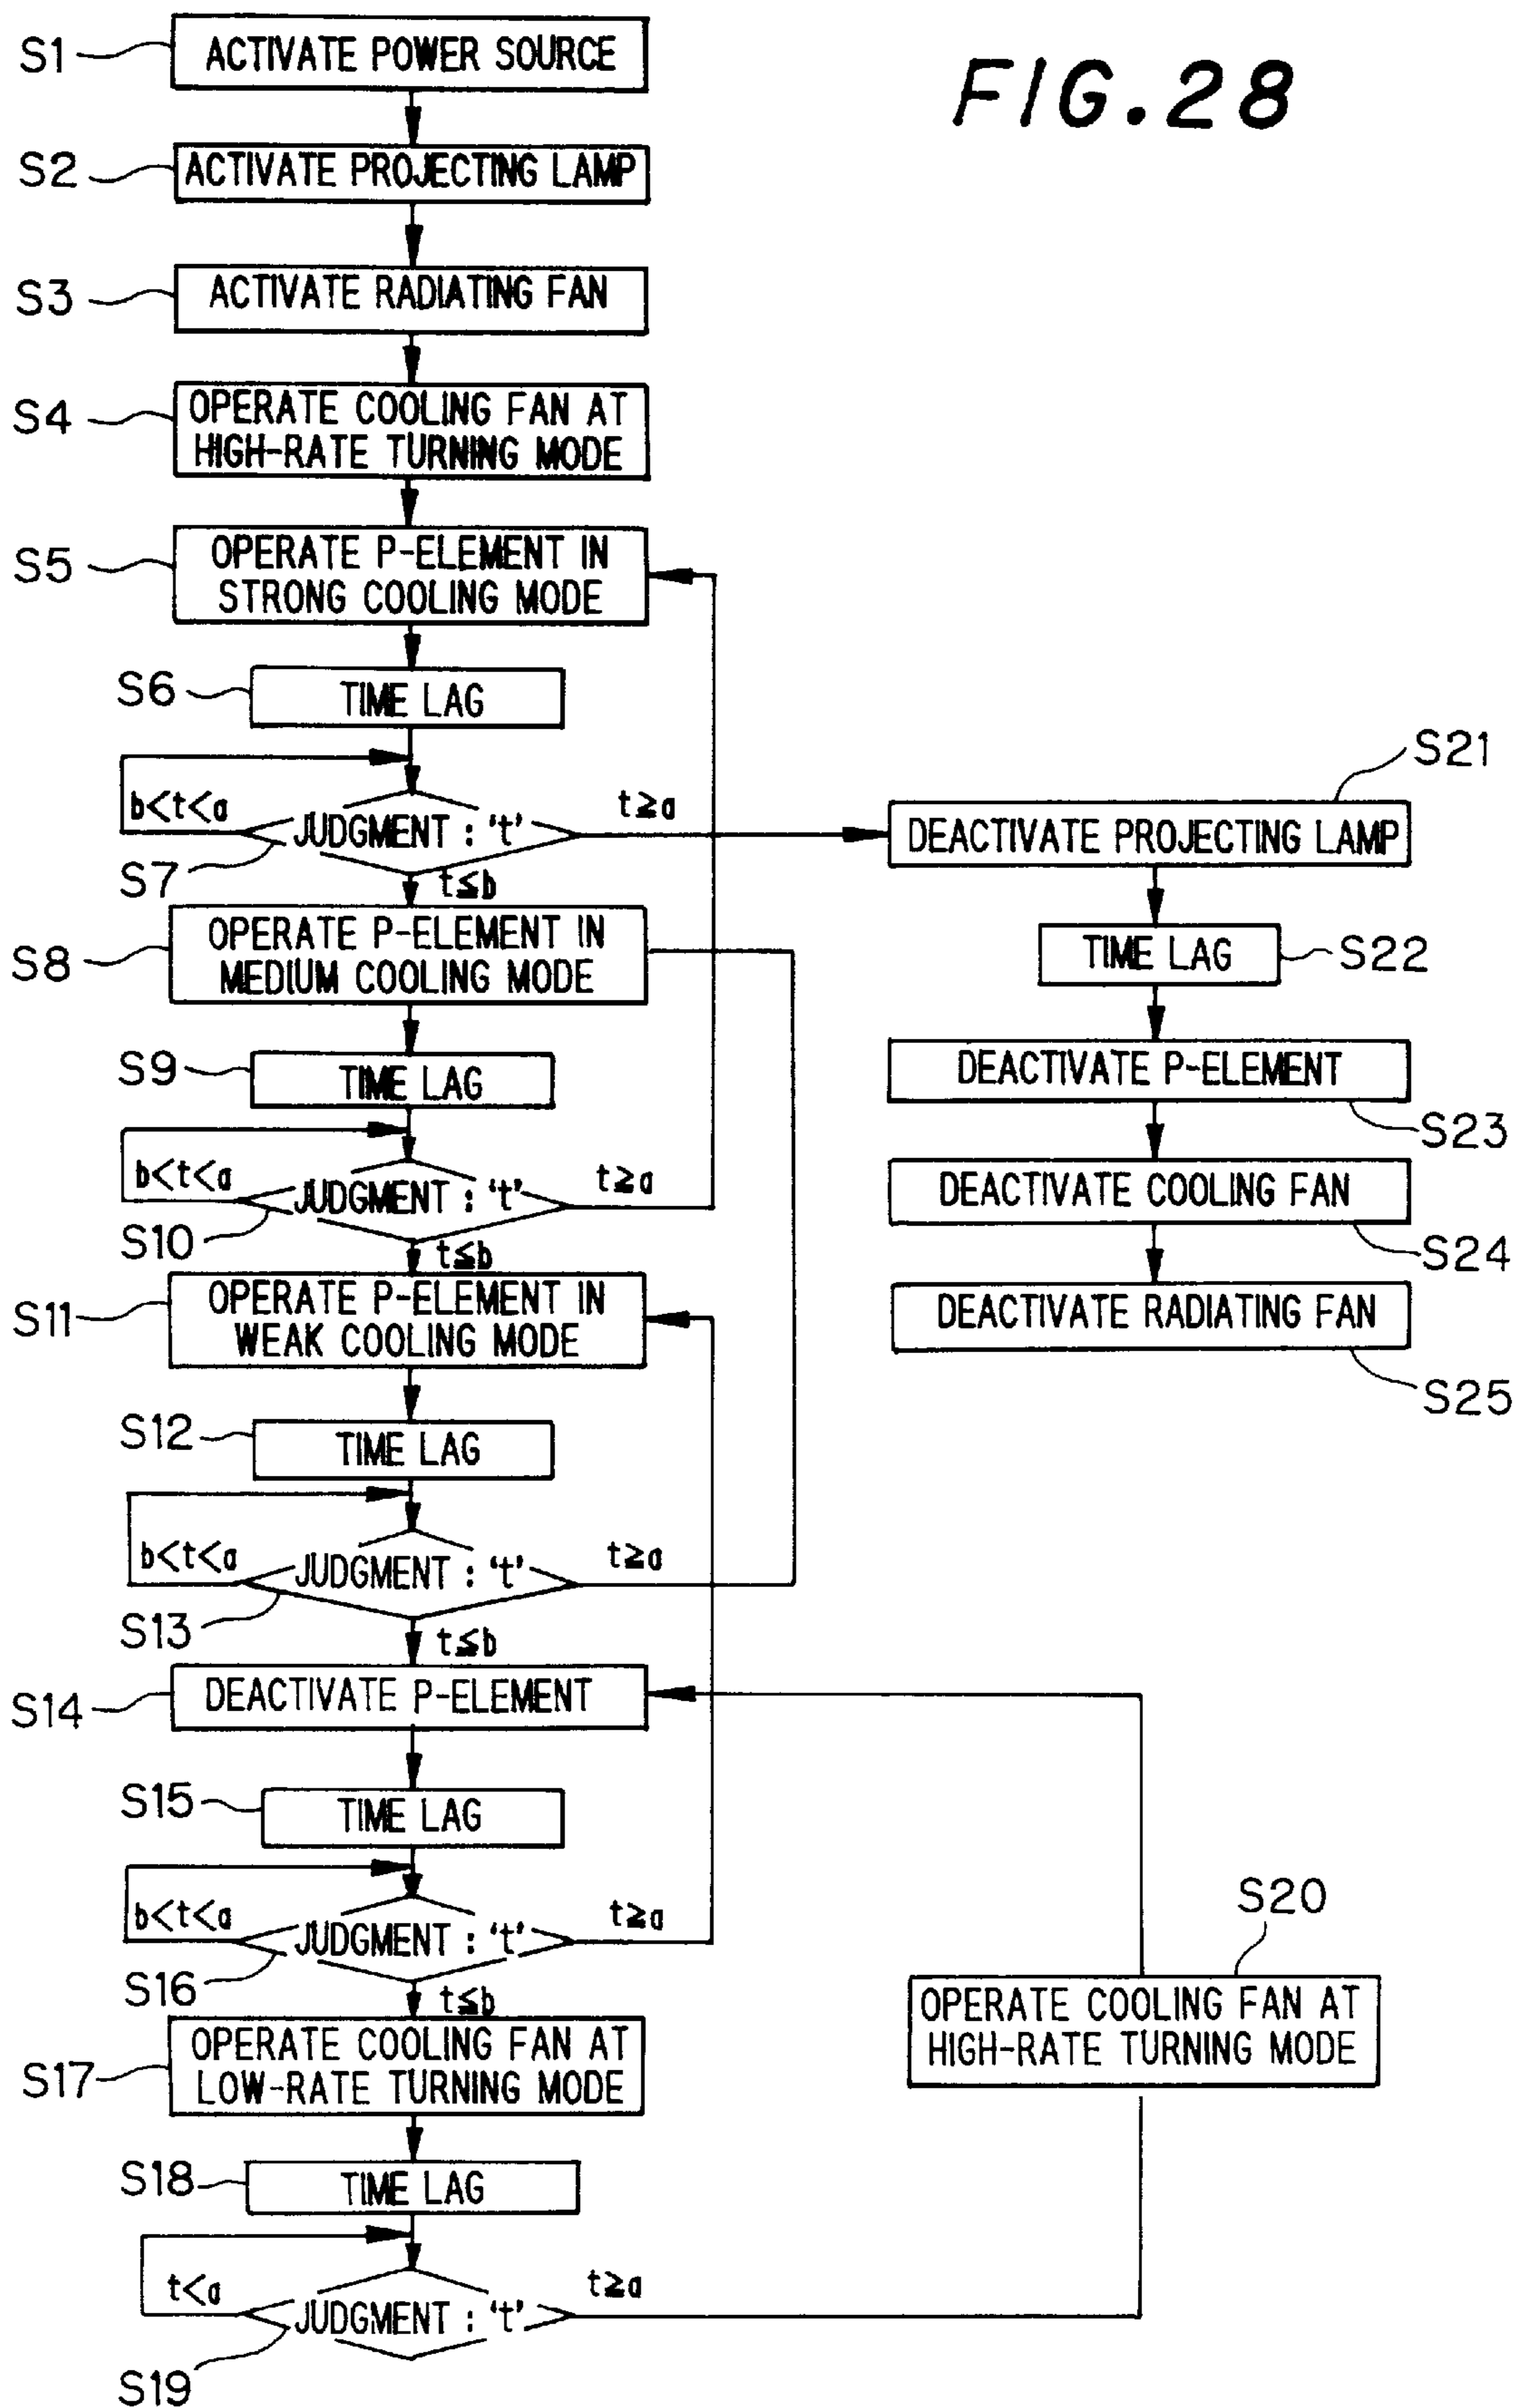 FIG.28
S1
ACTIVATE POWER SOURCE
S2
ACTIVATE PROJECTING LAMP
S3
ACTIVATE RADIATING FAN
S4
OPERATE COOLING FAN AT
HIGH-RATE TURNING MODE
S5
OPERATE P-ELEMENT IN
STRONG COOLING MODE
S6
TIME LAG
b<t<a
JUDGMENT : 't'
t≧a
S7
t≦b
S8
OPERATE P-ELEMENT IN
MEDIUM COOLING MODE
S9
TIME LAG
b<t<a
JUDGMENT : 't'
t≧a
S10
t≦b
S11
OPERATE P-ELEMENT IN
WEAK COOLING MODE
S12
TIME LAG
b<t<a
JUDGMENT : 't'
t≧a
S13
t≦b
S14
DEACTIVATE P-ELEMENT
S15
TIME LAG
b<t<a
JUDGMENT : 't'
t≧a
S16
t≦b
S17
OPERATE COOLING FAN AT
LOW-RATE TURNING MODE
S18
TIME LAG
t<a
JUDGMENT : 't'
t≧a
S19
S20
OPERATE COOLING FAN AT
HIGH-RATE TURNING MODE
S21
DEACTIVATE PROJECTING LAMP
TIME LAG
S22
DEACTIVATE P-ELEMENT
S23
DEACTIVATE COOLING FAN
S24
DEACTIVATE RADIATING FAN
S25